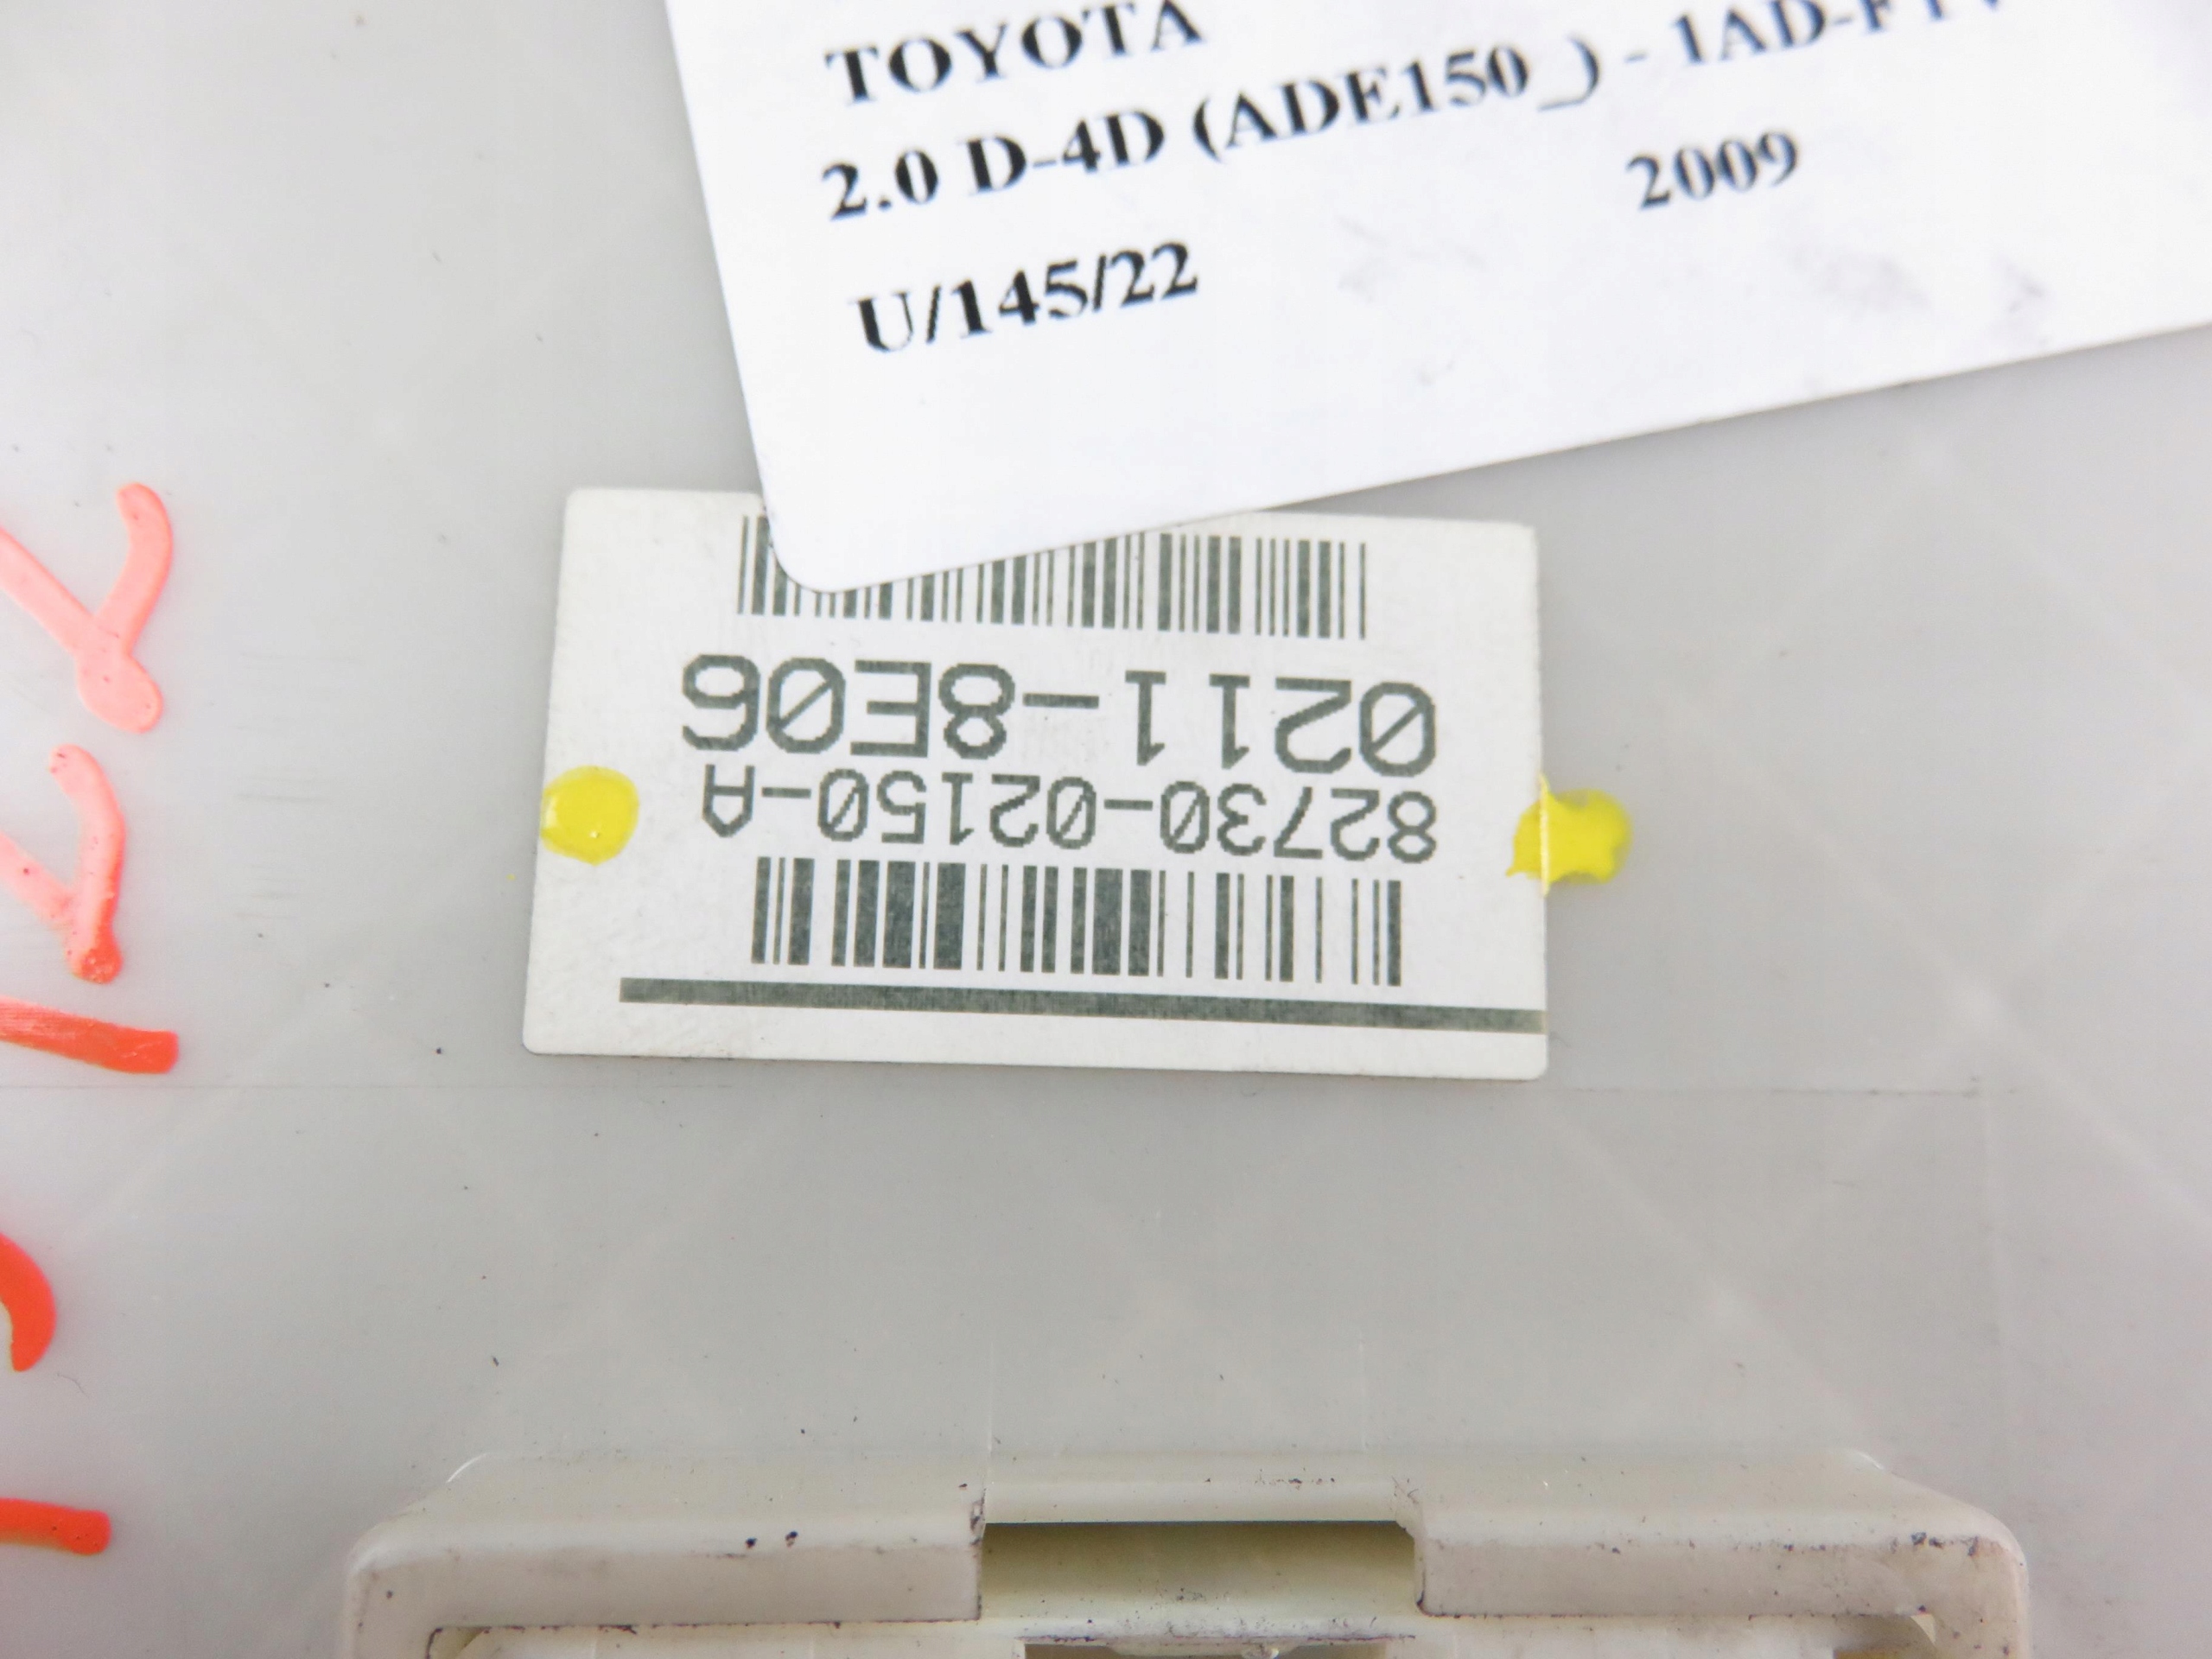 TOYOTA
2.0 D-4D (ADE150_) - 1AD-FTV
2009
U/145/22
82730-02150-A
0211-8E06